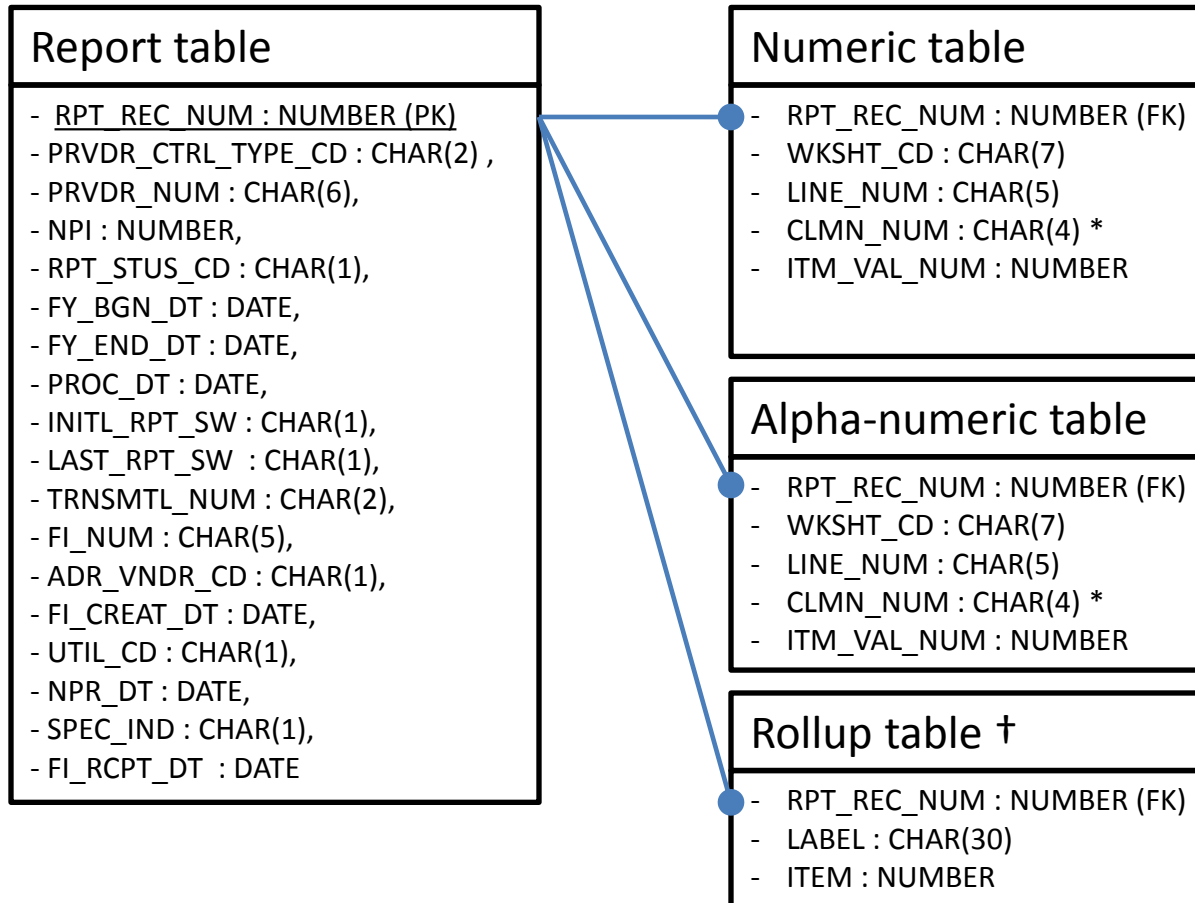 Report table
- RPT_REC_NUM : NUMBER (PK)
- PRVDR_CTRL_TYPE_CD : CHAR(2) ,
- PRVDR_NUM : CHAR(6),
- NPI : NUMBER,
- RPT_STUS_CD : CHAR(1),
- FY_BGN_DT : DATE,
- FY_END_DT : DATE,
- PROC_DT : DATE,
- INITL_RPT_SW : CHAR(1),
- LAST_RPT_SW : CHAR(1),
- TRNSMTL_NUM : CHAR(2),
- FI_NUM : CHAR(5),
- ADR_VNDR_CD : CHAR(1),
- FI_CREAT_DT : DATE,
- UTIL_CD : CHAR(1),
- NPR_DT : DATE,
- SPEC_IND : CHAR(1),
- FI_RCPT_DT : DATE
Numeric table
- RPT_REC_NUM : NUMBER (FK)
- WKSHT_CD : CHAR(7)
- LINE_NUM : CHAR(5)
- CLMN_NUM : CHAR(4) *
- ITM_VAL_NUM : NUMBER
Alpha-numeric table
- RPT_REC_NUM : NUMBER (FK)
- WKSHT_CD : CHAR(7)
- LINE_NUM : CHAR(5)
- CLMN_NUM : CHAR(4) *
- ITM_VAL_NUM : NUMBER
Rollup table †
- RPT_REC_NUM : NUMBER (FK)
- LABEL : CHAR(30)
- ITEM : NUMBER